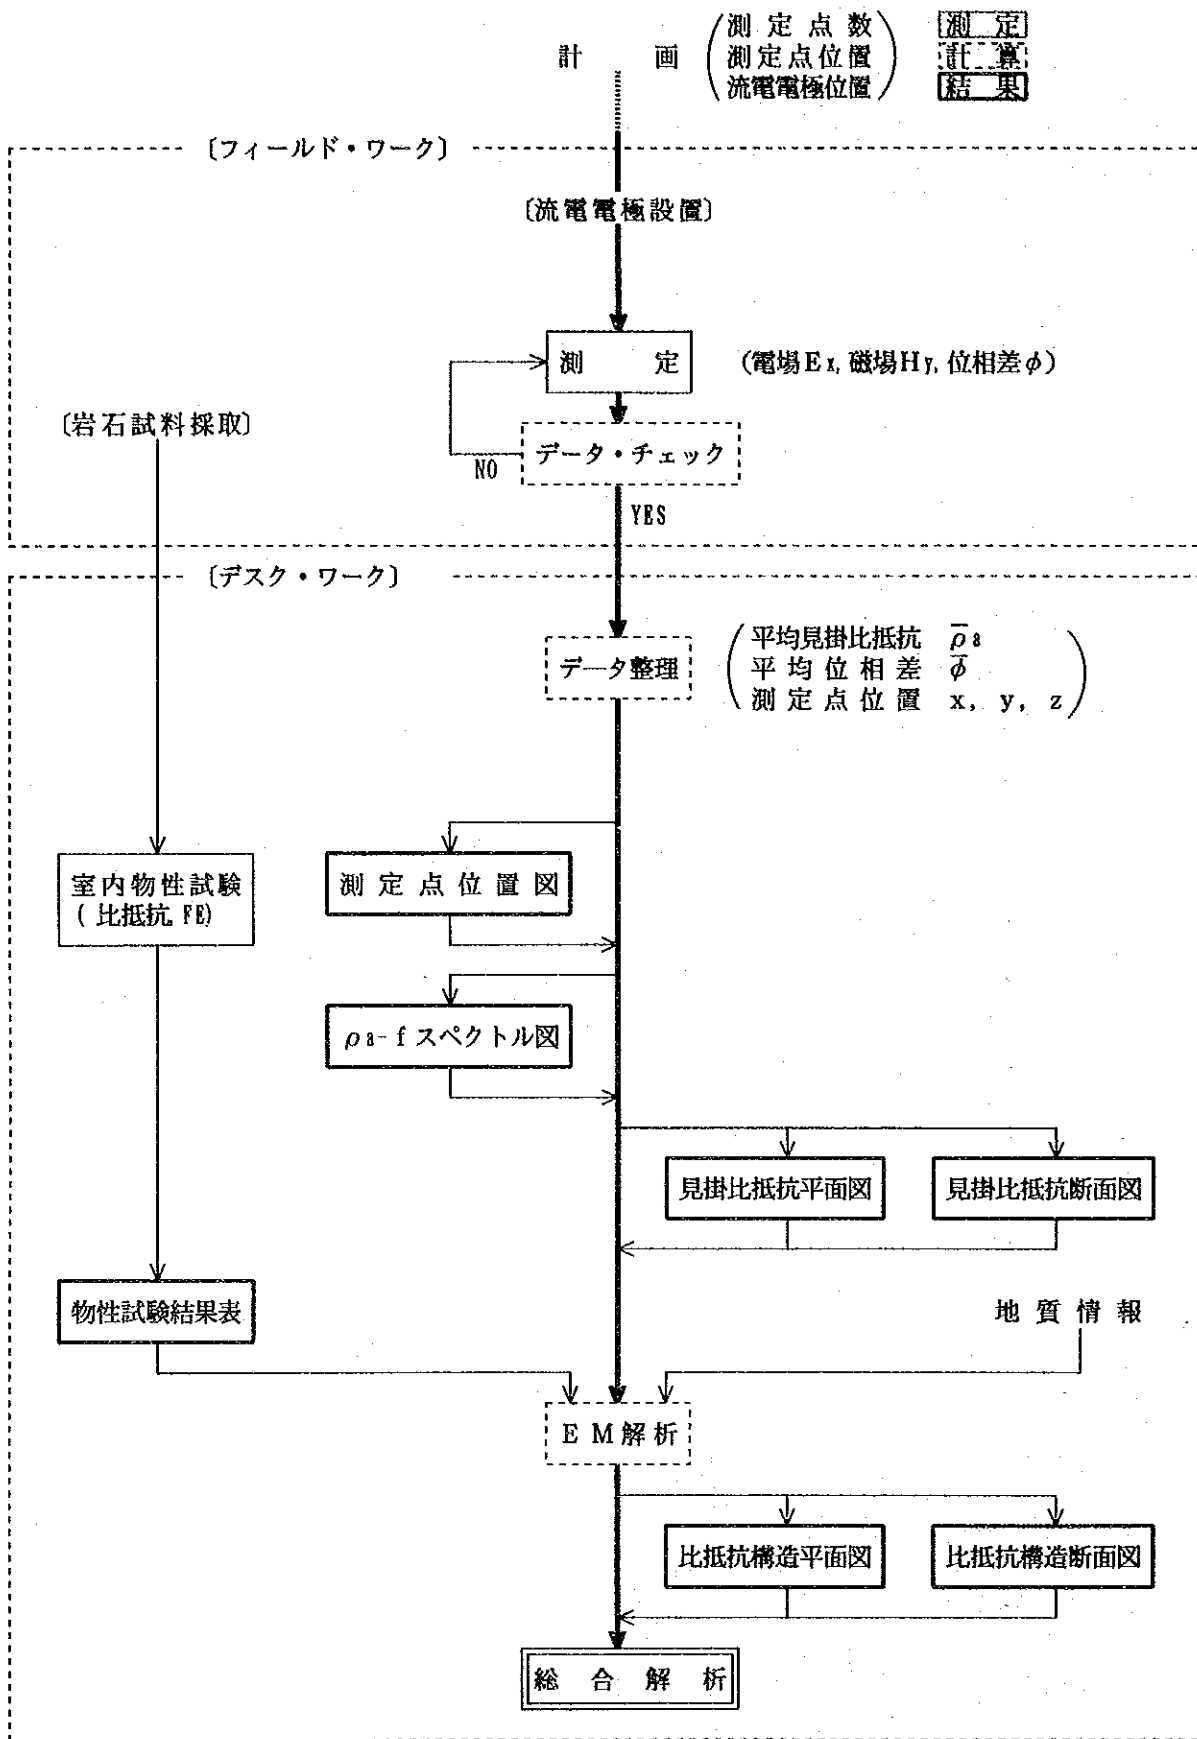 計画
測定点数
測定点位置
流電電極位置
測定
計算
結果
〔フィールド・ワーク〕
〔流電電極設置〕
測定
(電場Ex, 磁場Hy, 位相差φ)
〔岩石試料採取〕
データ・チェック
NO
YES
〔デスク・ワーク〕
データ整理
平均見掛比抵抗 ρ̅a
平均位相差 φ̅
測定点位置 x, y, z
室内物性試験
(比抵抗, FE)
測定点位置図
ρa-fスペクトル図
見掛比抵抗平面図
見掛比抵抗断面図
物性試験結果表
地質情報
EM解析
比抵抗構造平面図
比抵抗構造断面図
総合解析